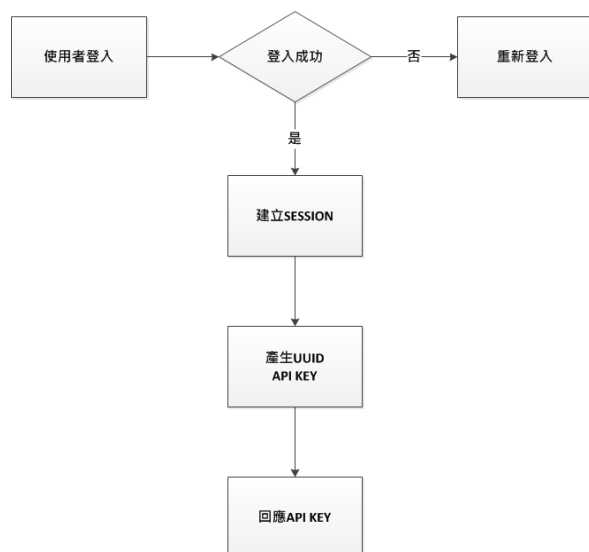 使用者登入
登入成功
否
重新登入
是
建立SESSION
產生UUID
API KEY
回應API KEY